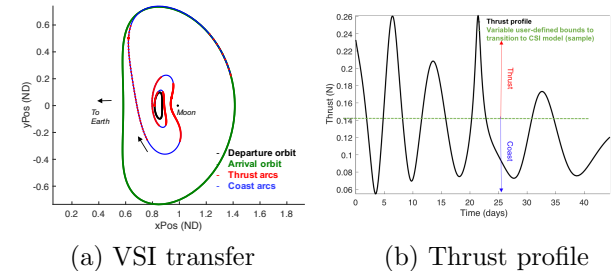 (a)
yPos (ND)
0.6
0.4
0.2
0
-0.2
-0.4
-0.6
To
Earth
Moon
- Departure orbit
- Arrival orbit
- Thrust arcs
- Coast arcs
0.2 0.4 0.6 0.8 1 1.2 1.4 1.6 1.8
xPos (ND)
(a) VSI transfer
(b)
Thrust (N)
0.26
0.24
0.22
0.2
0.18
0.16
0.14
0.12
0.1
0.08
0.06
Thrust profile
Variable user-defined bounds to
transition to CSI model (sample)
Thrust
Coast
0 5 10 15 20 25 30 35 40
Time (days)
(b) Thrust profile